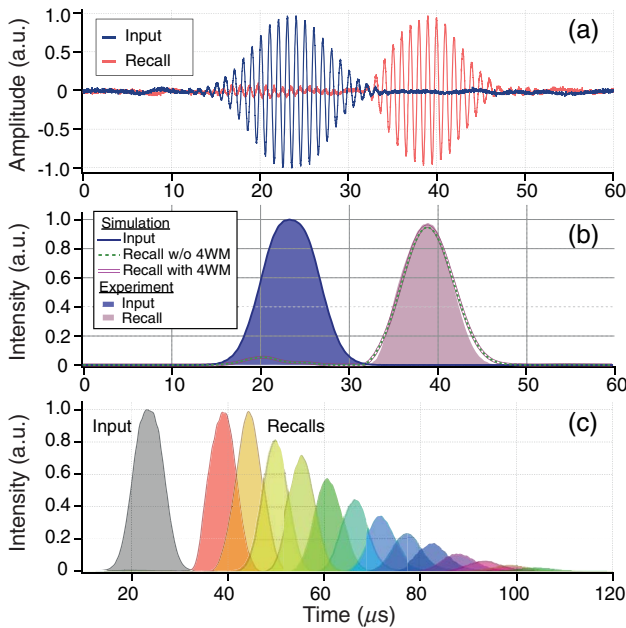 (a)
Input
Recall
Amplitude (a.u.)
1.0
0.5
0
-0.5
-1.0
0 10 20 30 40 50 60
(b)
Simulation
Input
Recall w/o 4WM
Recall with 4WM
Experiment
Input
Recall
Intensity (a.u.)
1.0
0.8
0.6
0.4
0.2
0
0 10 20 30 40 50 60
(c)
Input Recalls
Intensity (a.u.)
1.0
0.8
0.6
0.4
0.2
0
20 40 60 80 100 120
Time (μs)